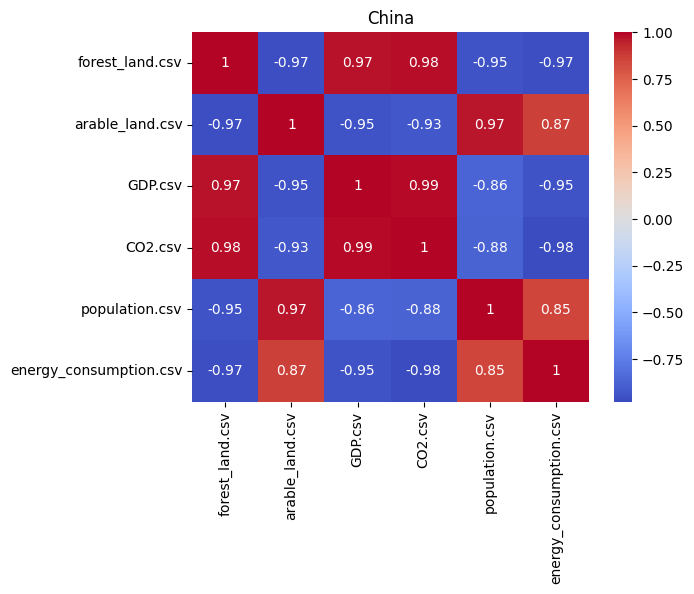 China
forest_land.csv 1 -0.97 0.97 0.98 -0.95 -0.97
arable_land.csv -0.97 1 -0.95 -0.93 0.97 0.87
GDP.csv 0.97 -0.95 1 0.99 -0.86 -0.95
CO2.csv 0.98 -0.93 0.99 1 -0.88 -0.98
population.csv -0.95 0.97 -0.86 -0.88 1 0.85
energy_consumption.csv -0.97 0.87 -0.95 -0.98 0.85 1
forest_land.csv
arable_land.csv
GDP.csv
CO2.csv
population.csv
energy_consumption.csv
1.00
0.75
0.50
0.25
0.00
−0.25
−0.50
−0.75